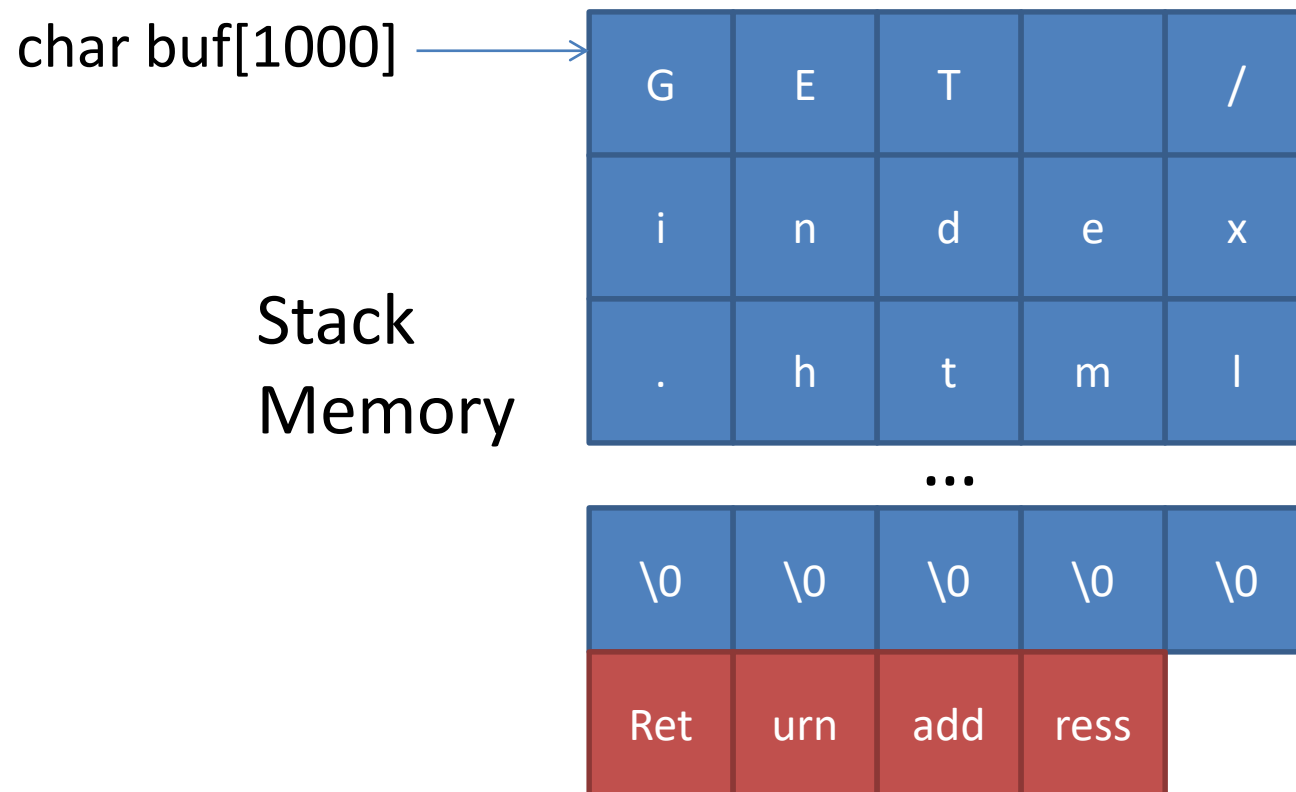 char buf[1000]
G E T /
i n d e x
Stack
Memory
. h t m l
...
\0 \0 \0 \0 \0
Ret urn add ress